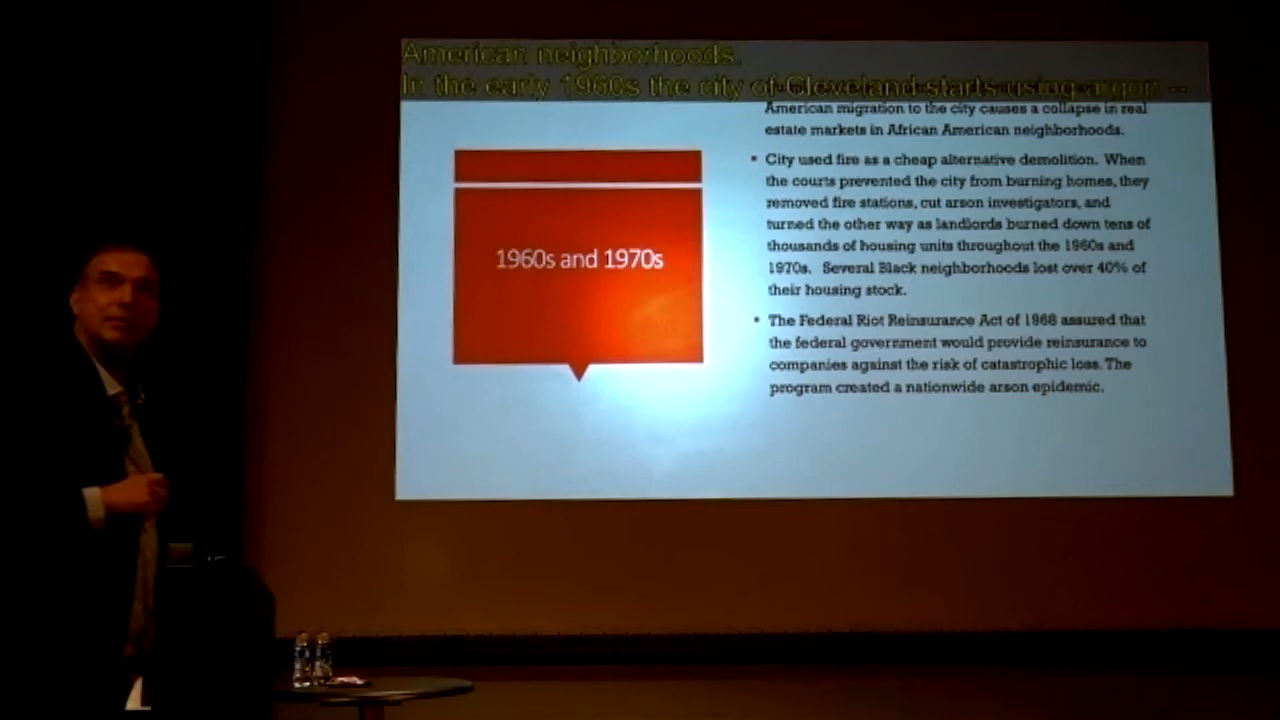 American neighborhoods.
In the early 1960s the city of Cleveland starts using argon --
American migration to the city causes a collapse in real
estate markets in African American neighborhoods.
1960s and 1970s
• City used fire as a cheap alternative demolition. When
the courts prevented the city from burning homes, they
removed fire stations, cut arson investigators, and
turned the other way as landlords burned down tens of
thousands of housing units throughout the 1960s and
1970s. Several Black neighborhoods lost over 40% of
their housing stock.
• The Federal Riot Reinsurance Act of 1968 assured that
the federal government would provide reinsurance to
companies against the risk of catastrophic loss. The
program created a nationwide arson epidemic.